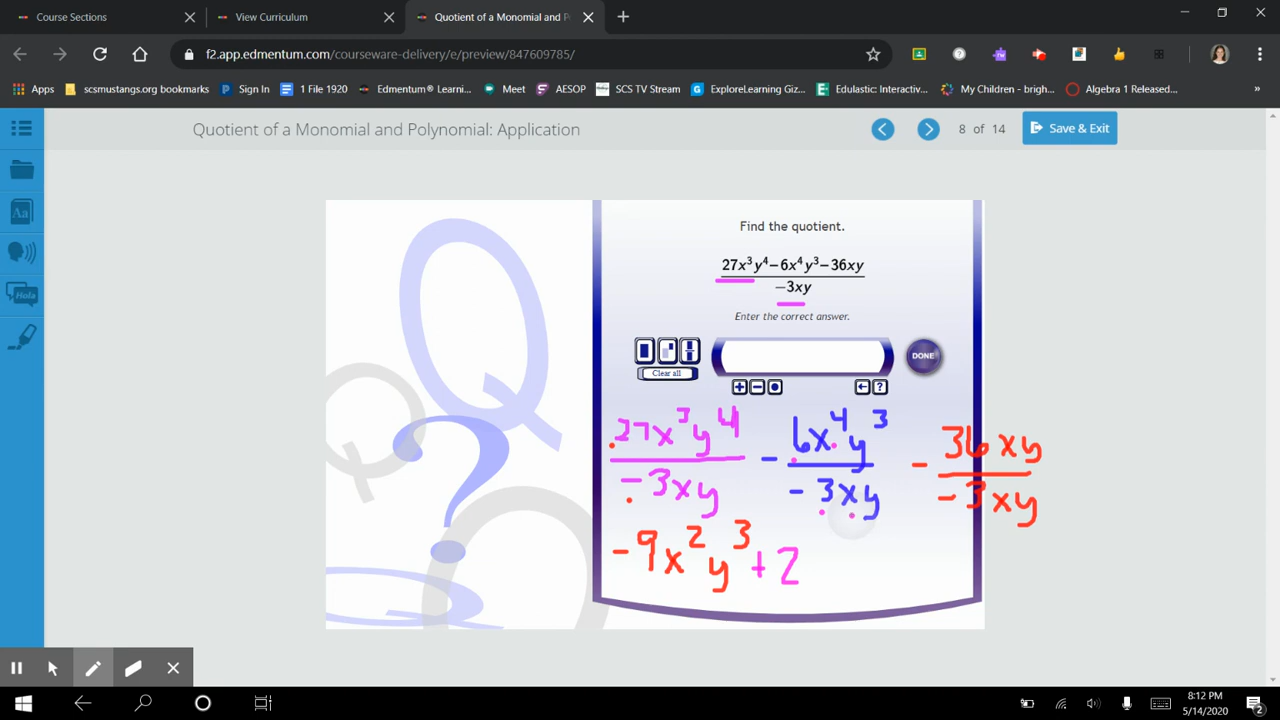 Course Sections
View Curriculum
Quotient of a Monomial and P
f2.app.edmentum.com/courseware-delivery/e/preview/847609785/
Apps
scsmustangs.org bookmarks
Sign In
1 File 1920
Edmentum® Learni...
Meet
AESOP
SCS TV Stream
ExploreLearning Giz...
Edulastic: Interactiv...
My Children - brigh...
Algebra 1 Released...
»
Quotient of a Monomial and Polynomial: Application
8 of 14
Save & Exit
Aa
Hola
Find the quotient.
27x³y⁴−6x⁴y³−36xy
−3xy
Enter the correct answer.
Clear all
DONE
+ − ● ← ?
27x³y⁴ − 6x⁴y³ − 36xy
−3xy −3xy −3xy
−9x²y³+2
8:12 PM
5/14/2020
2